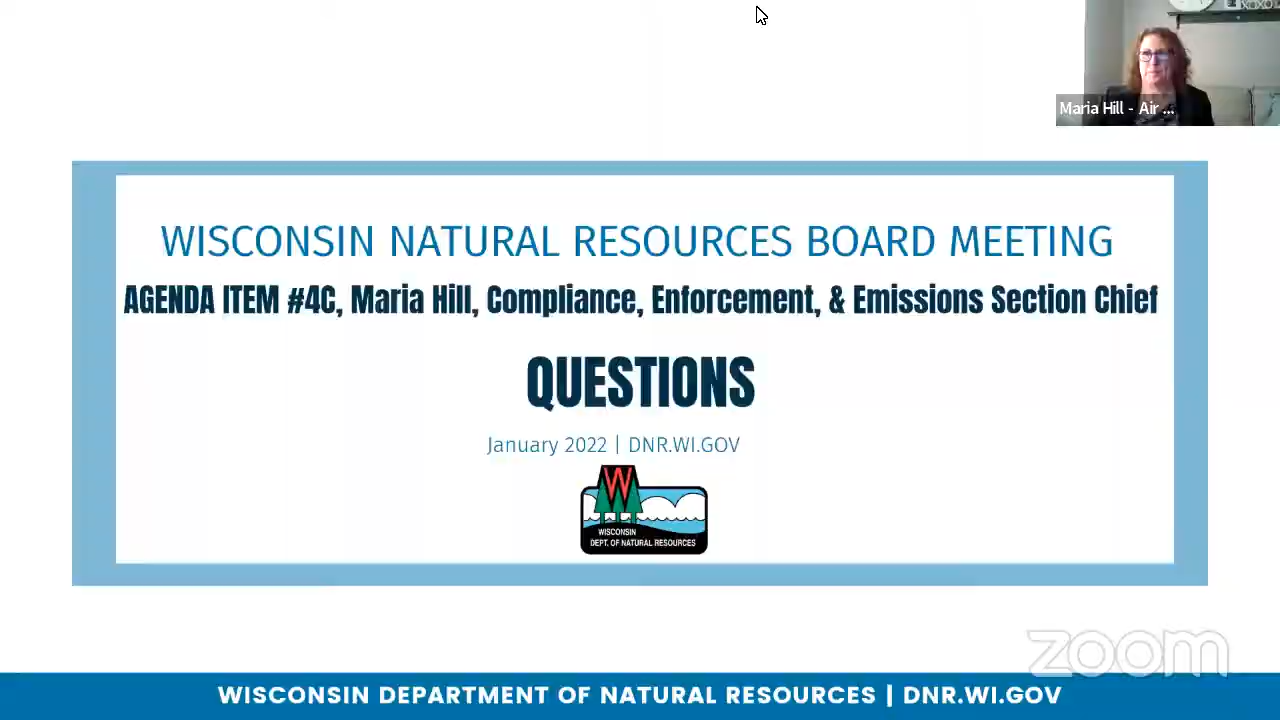 Maria Hill - Air ...
WISCONSIN NATURAL RESOURCES BOARD MEETING
AGENDA ITEM #4C, Maria Hill, Compliance, Enforcement, & Emissions Section Chief
QUESTIONS
January 2022 | DNR.WI.GOV
W
WISCONSIN
DEPT. OF NATURAL RESOURCES
zoom
WISCONSIN DEPARTMENT OF NATURAL RESOURCES | DNR.WI.GOV